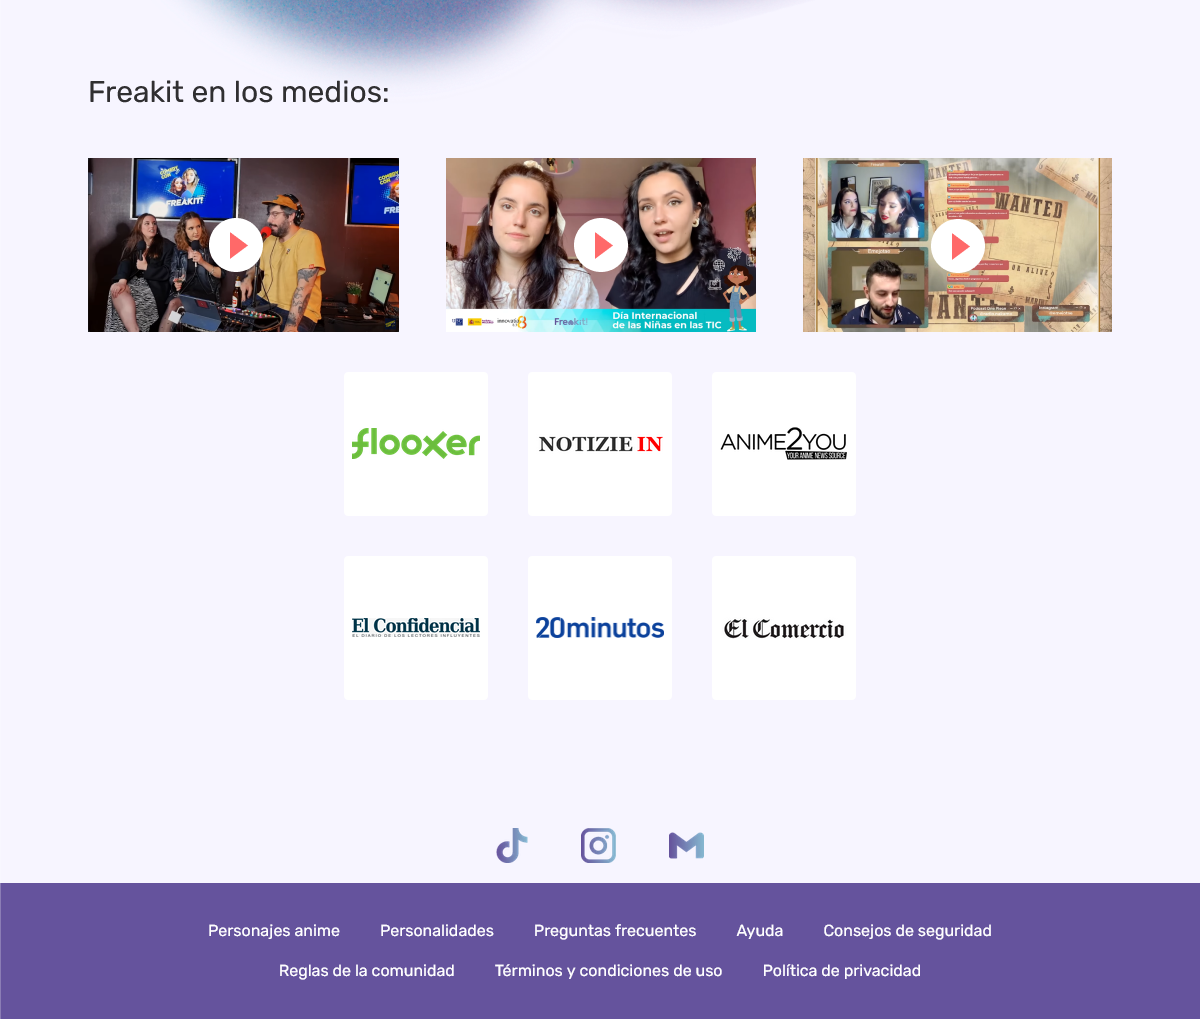 Freakit en los medios:
COMEDY
CON
FREAKIT!
WANTED
Freakit!
Día Internacional
de las Niñas en las TIC
flooxer
NOTIZIE IN
ANIME2YOU
YOUR ANIME NEWS SOURCE
El Confidencial
EL DIARIO DE LOS LECTORES INFLUYENTES
20minutos
El Comercio
Personajes anime
Personalidades
Preguntas frecuentes
Ayuda
Consejos de seguridad
Reglas de la comunidad
Términos y condiciones de uso
Política de privacidad